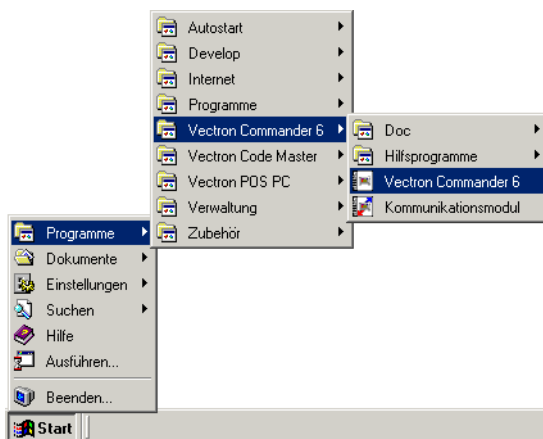 Autostart
Develop
Internet
Programme
Vectron Commander 6
Vectron Code Master
Vectron POS PC
Verwaltung
Zubehör
Doc
Hilfsprogramme
Vectron Commander 6
Kommunikationsmodul
Programme
Dokumente
Einstellungen
Suchen
Hilfe
Ausführen...
Beenden...
Start